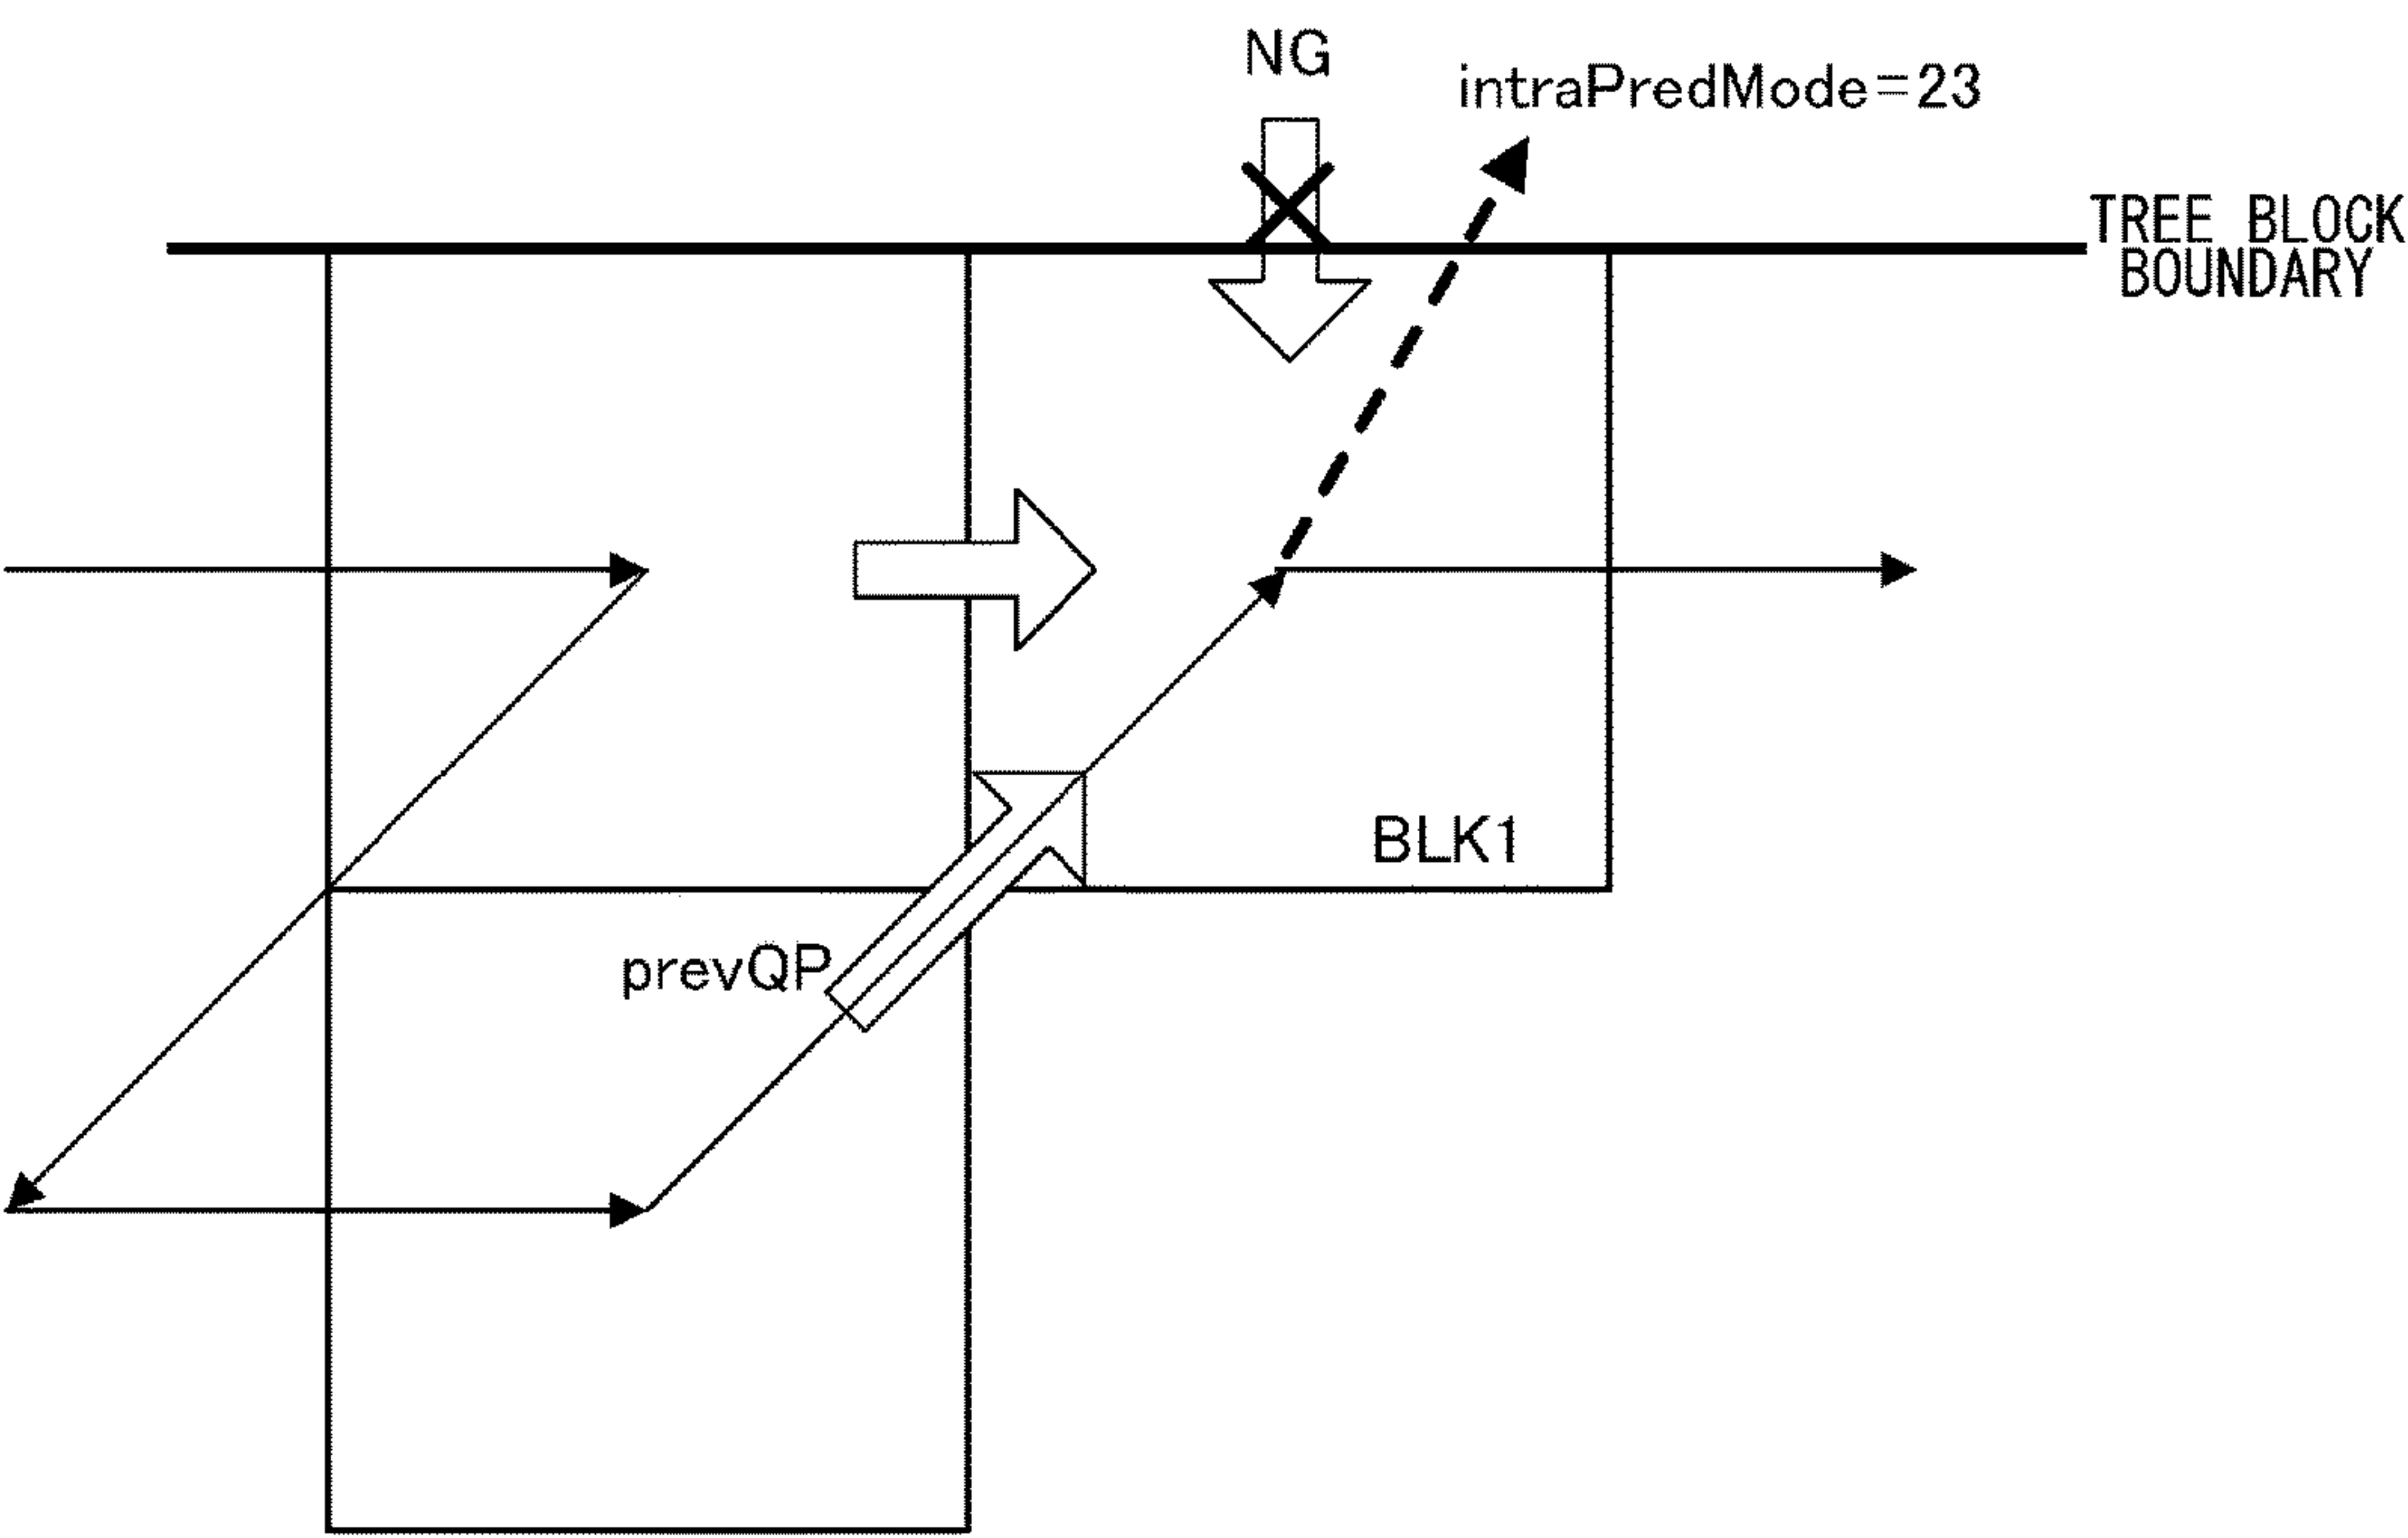 NG
intraPredMode=23
TREE BLOCK
BOUNDARY
BLK1
prevQP